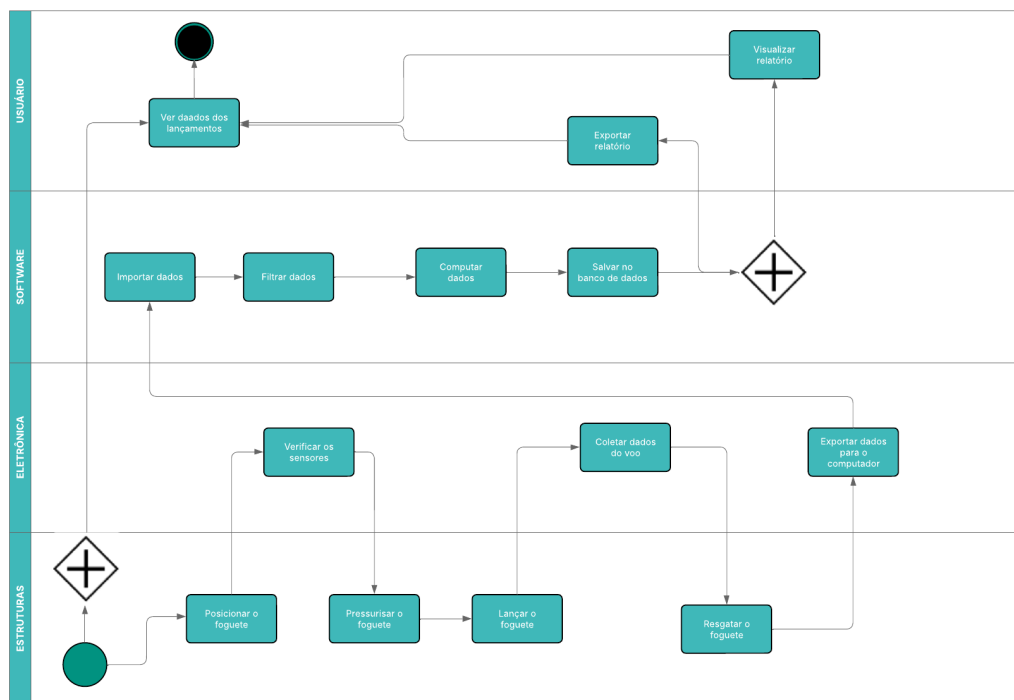 USUÁRIO
Visualizar
relatório
Ver daados dos
lançamentos
Exportar
relatório
SOFTWARE
Importar dados
Filtrar dados
Computar
dados
Salvar no
banco de dados
ELETRÔNICA
Verificar os
sensores
Coletar dados
do voo
Exportar dados
para o
computador
ESTRUTURAS
Posicionar o
foguete
Pressurisar o
foguete
Lançar o
foguete
Resgatar o
foguete